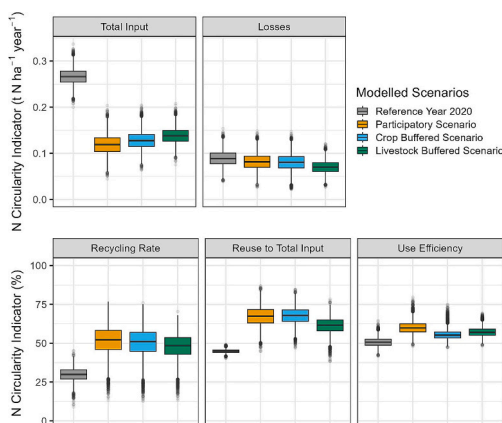 Total Input
Losses
N Circularity Indicator (t N ha⁻¹ year⁻¹)
0.3
0.2
0.1
0.0
Modelled Scenarios
Reference Year 2020
Participatory Scenario
Crop Buffered Scenario
Livestock Buffered Scenario
Recycling Rate
Reuse to Total Input
Use Efficiency
N Circularity Indicator (%)
100
75
50
25
0